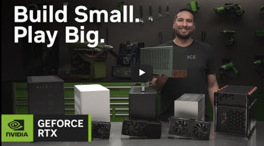 Build Small.
Play Big.
NVIDIA
GEFORCE
RTX